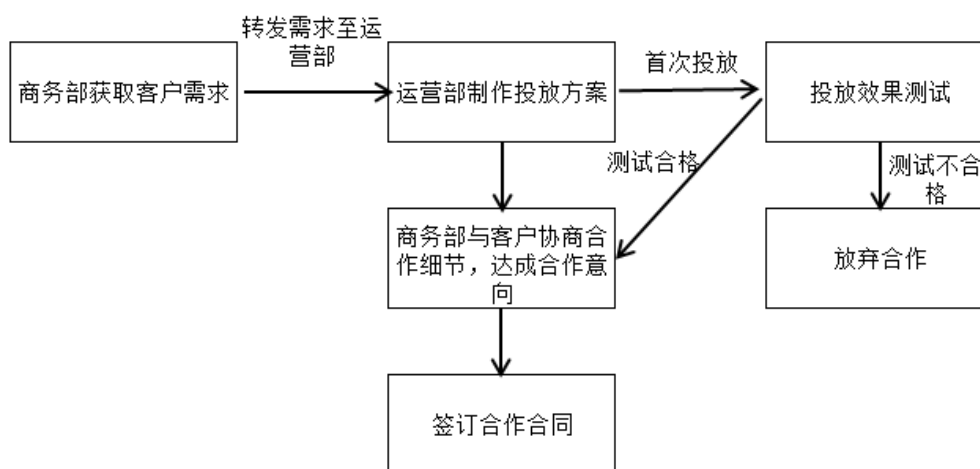 转发需求至运
营部
商务部获取客户需求
运营部制作投放方案
首次投放
投放效果测试
测试合格
测试不合
格
商务部与客户协商合
作细节，达成合作意
向
放弃合作
签订合作合同